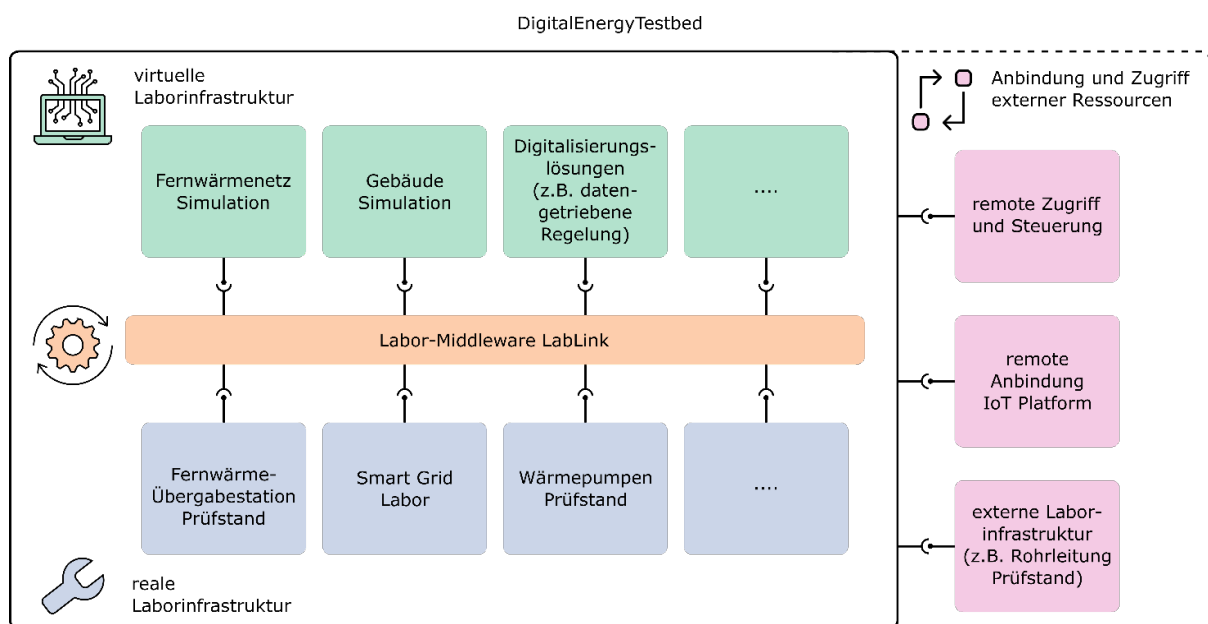 DigitalEnergyTestbed
virtuelle
Laborinfrastruktur
Anbindung und Zugriff
externer Ressourcen
Fernwärmenetz
Simulation
Gebäude
Simulation
Digitalisierungs-
lösungen
(z.B. daten-
getriebene
Regelung)
....
remote Zugriff
und Steuerung
Labor-Middleware LabLink
remote
Anbindung
IoT Platform
Fernwärme-
Übergabestation
Prüfstand
Smart Grid
Labor
Wärmepumpen
Prüfstand
....
externe Labor-
infrastruktur
(z.B. Rohrleitung
Prüfstand)
reale
Laborinfrastruktur